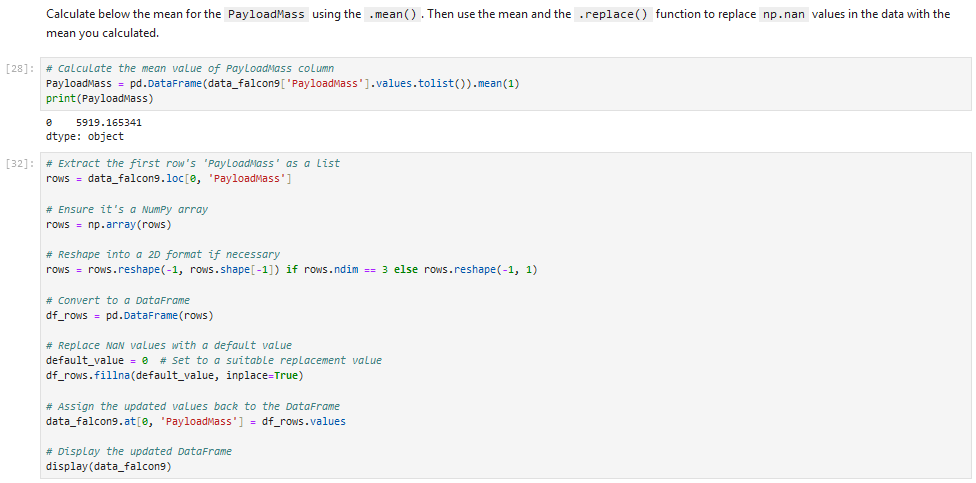 Calculate below the mean for the PayloadMass using the .mean(). Then use the mean and the .replace() function to replace np.nan values in the data with the
mean you calculated.
[28]: # Calculate the mean value of PayloadMass column
PayloadMass = pd.DataFrame(data_falcon9['PayloadMass'].values.tolist()).mean(1)
print(PayloadMass)
0    5919.165341
dtype: object
[32]: # Extract the first row's 'PayloadMass' as a list
rows = data_falcon9.loc[0, 'PayloadMass']
# Ensure it's a NumPy array
rows = np.array(rows)
# Reshape into a 2D format if necessary
rows = rows.reshape(-1, rows.shape[-1]) if rows.ndim == 3 else rows.reshape(-1, 1)
# Convert to a DataFrame
df_rows = pd.DataFrame(rows)
# Replace NaN values with a default value
default_value = 0  # Set to a suitable replacement value
df_rows.fillna(default_value, inplace=True)
# Assign the updated values back to the DataFrame
data_falcon9.at[0, 'PayloadMass'] = df_rows.values
# Display the updated DataFrame
display(data_falcon9)